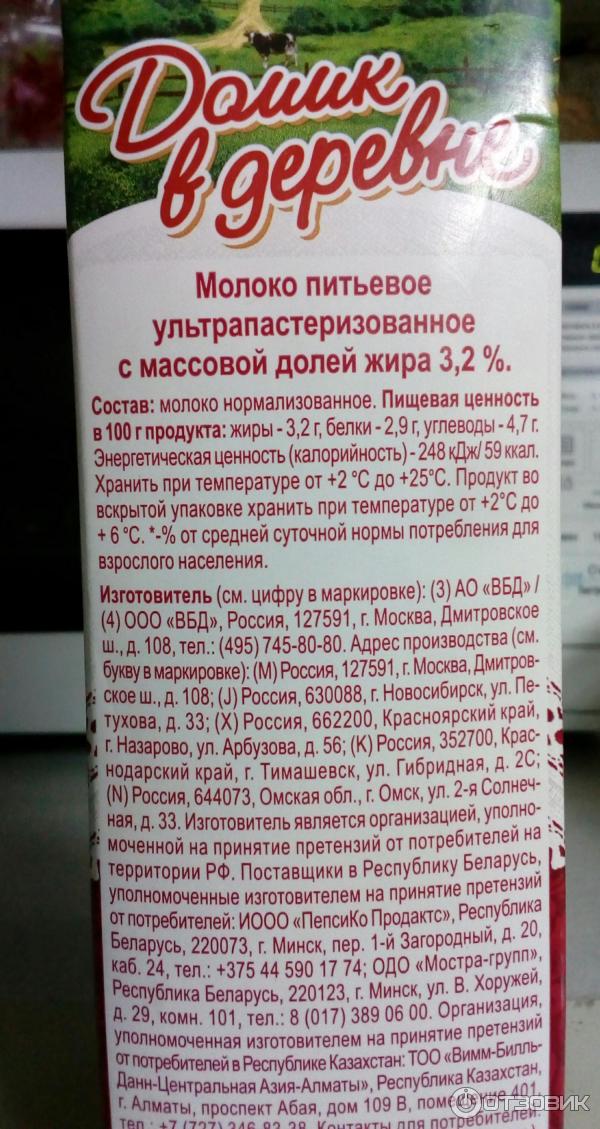 Домик
в деревне
Молоко питьевое
ультрапастеризованное
с массовой долей жира 3,2 %.
Состав: молоко нормализованное. Пищевая ценность
в 100 г продукта: жиры - 3,2 г, белки - 2,9 г, углеводы - 4,7 г.
Энергетическая ценность (калорийность) - 248 кДж/ 59 ккал.
Хранить при температуре от +2 °С до +25°С. Продукт во
вскрытой упаковке хранить при температуре от +2°С до
+ 6 °С. *-% от средней суточной нормы потребления для
взрослого населения.
Изготовитель (см. цифру в маркировке): (3) АО «ВБД» /
(4) ООО «ВБД», Россия, 127591, г. Москва, Дмитровское
ш., д. 108, тел.: (495) 745-80-80. Адрес производства (см.
букву в маркировке): (М) Россия, 127591, г. Москва, Дмитров-
ское ш., д. 108; (J) Россия, 630088, г. Новосибирск, ул. Пе-
тухова, д. 33; (Х) Россия, 662200, Красноярский край,
г. Назарово, ул. Арбузова, д. 56; (К) Россия, 352700, Крас-
нодарский край, г. Тимашевск, ул. Гибридная, д. 2С;
(N) Россия, 644073, Омская обл., г. Омск, ул. 2-я Солнеч-
ная, д. 33. Изготовитель является организацией, уполно-
моченной на принятие претензий от потребителей на
территории РФ. Поставщики в Республику Беларусь,
уполномоченные изготовителем на принятие претензий
от потребителей: ИООО «ПепсиКо Продактс», Республика
Беларусь, 220073, г. Минск, пер. 1-й Загородный, д. 20,
каб. 24, тел.: +375 44 590 17 74; ОДО «Мостра-групп»,
Республика Беларусь, 220123, г. Минск, ул. В. Хоружей,
д. 29, комн. 101, тел.: 8 (017) 389 06 00. Организация,
уполномоченная изготовителем на принятие претензий
от потребителей в Республике Казахстан: ТОО «Вимм-Билль-
Данн-Центральная Азия-Алматы», Республика Казахстан,
г. Алматы, проспект Абая, дом 109 В, помещение 401,
тел.: +7 (727) 346 83 38. Контакты для потребителей
ОТЗОВИК